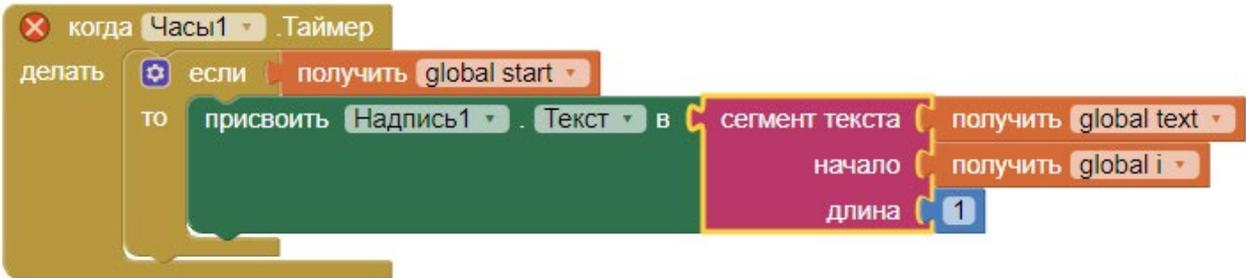 когда Часы1 .Таймер
делать если получить global start
то присвоить Надпись1 . Текст в сегмент текста получить global text
начало получить global i
длина 1